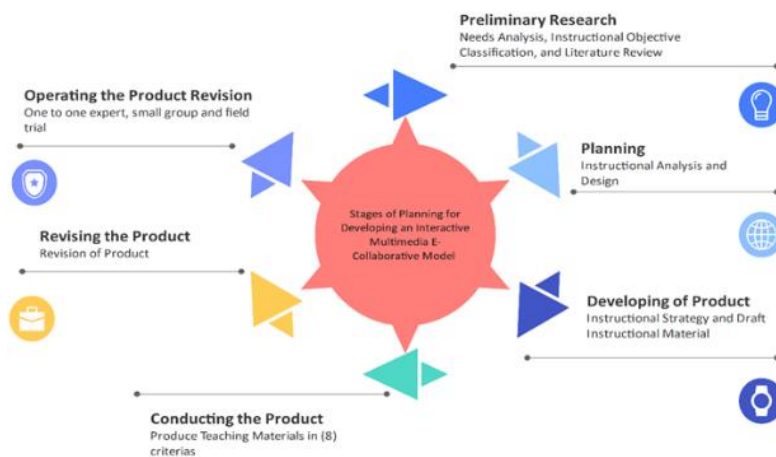 Preliminary Research
Needs Analysis, Instructional Objective
Classification, and Literature Review
Operating the Product Revision
One to one expert, small group and field
trial
Planning
Instructional Analysis and
Design
Stages of Planning for
Developing an Interactive
Multimedia E-
Collaborative Model
Revising the Product
Revision of Product
Developing of Product
Instructional Strategy and Draft
Instructional Material
Conducting the Product
Produce Teaching Materials in (8)
criterias